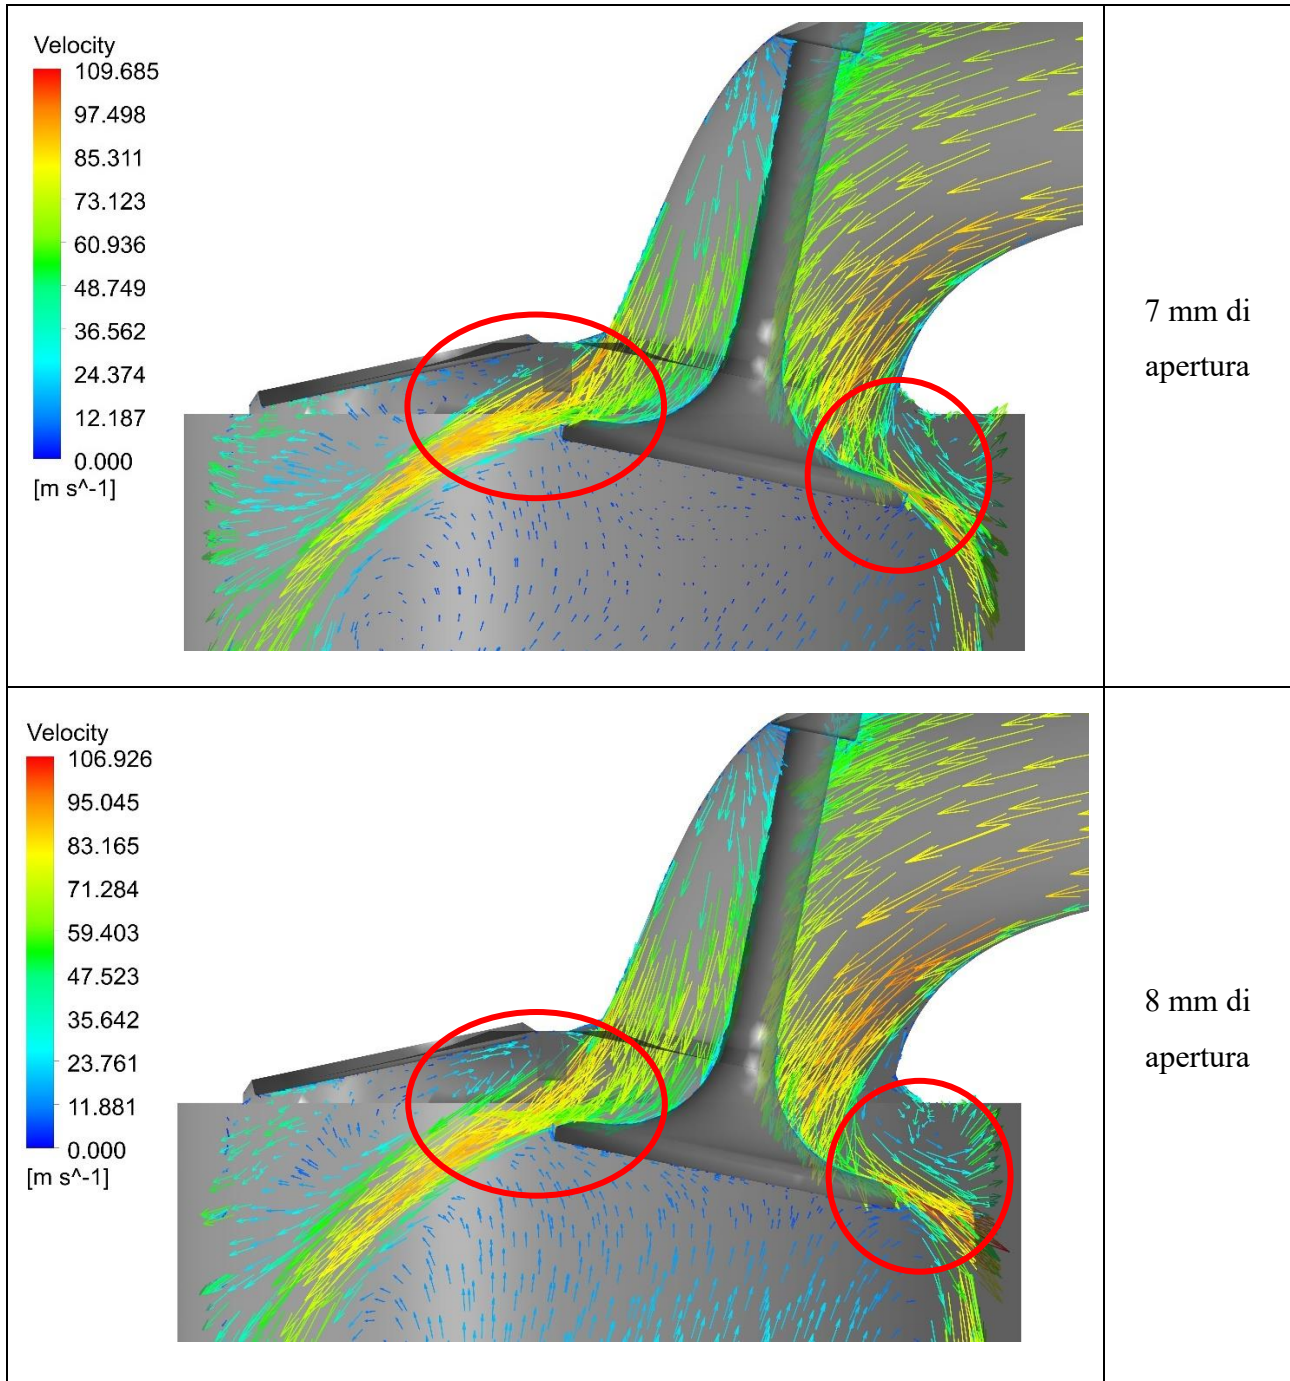 Velocity
109.685
97.498
85.311
73.123
60.936
48.749
36.562
24.374
12.187
0.000
[m s^-1]
7 mm di
apertura
Velocity
106.926
95.045
83.165
71.284
59.403
47.523
35.642
23.761
11.881
0.000
[m s^-1]
8 mm di
apertura